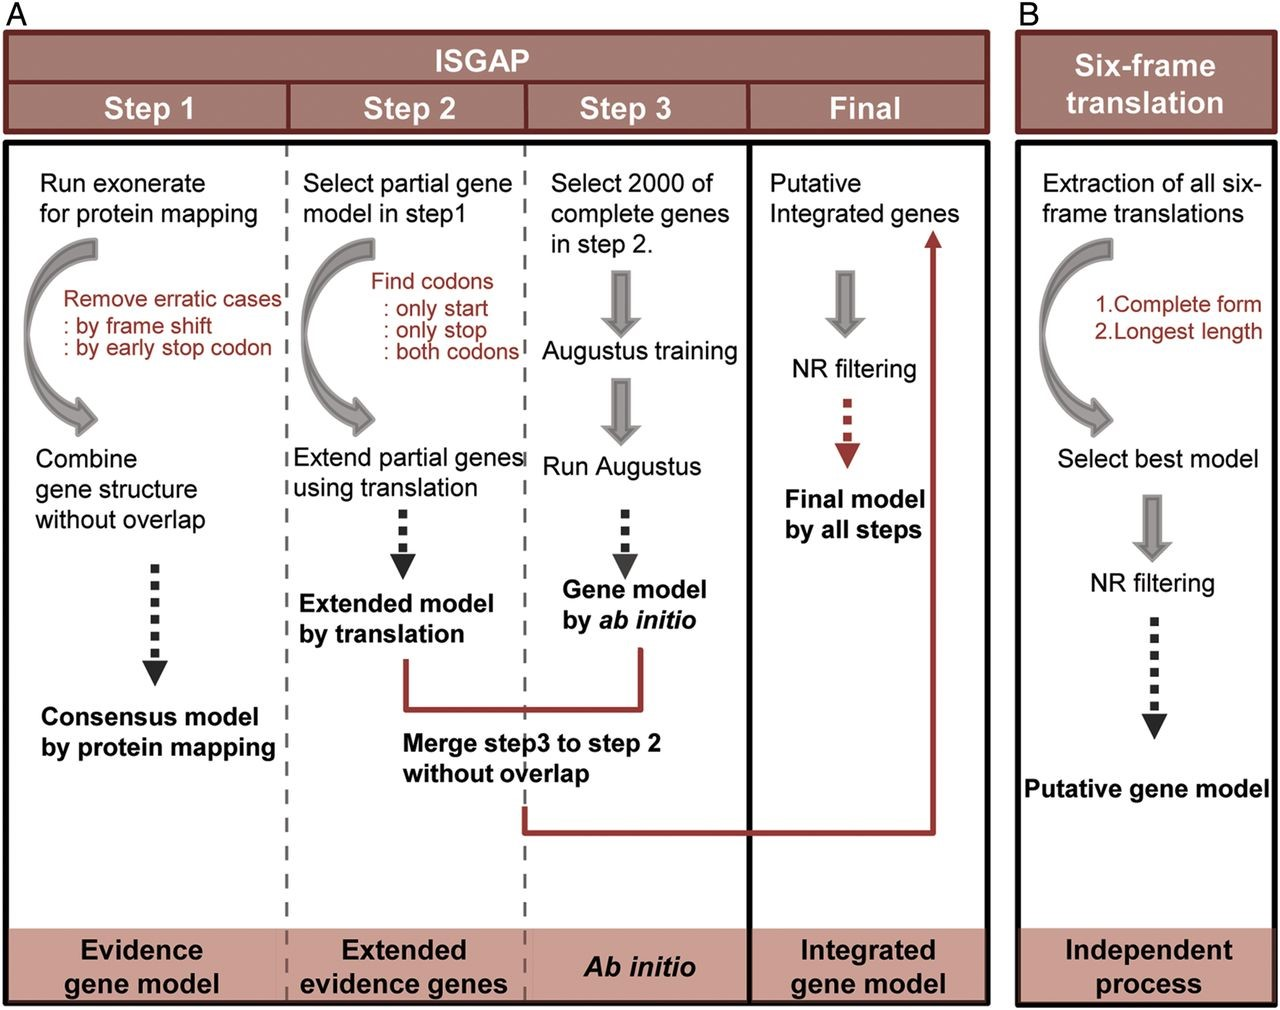 A
ISGAP
Step 1
Step 2
Step 3
Final
Run exonerate
for protein mapping
Remove erratic cases
: by frame shift
: by early stop codon
Combine
gene structure
without overlap
Consensus model
by protein mapping
Evidence
gene model
Select partial gene
model in step1
Find codons
: only start
: only stop
: both codons
Extend partial genes
using translation
Extended model
by translation
Extended
evidence genes
Select 2000 of
complete genes
in step 2.
Augustus training
Run Augustus
Gene model
by ab initio
Merge step3 to step 2
without overlap
Ab initio
Putative
Integrated genes
NR filtering
Final model
by all steps
Integrated
gene model
B
Six-frame
translation
Extraction of all six-
frame translations
1.Complete form
2.Longest length
Select best model
NR filtering
Putative gene model
Independent
process